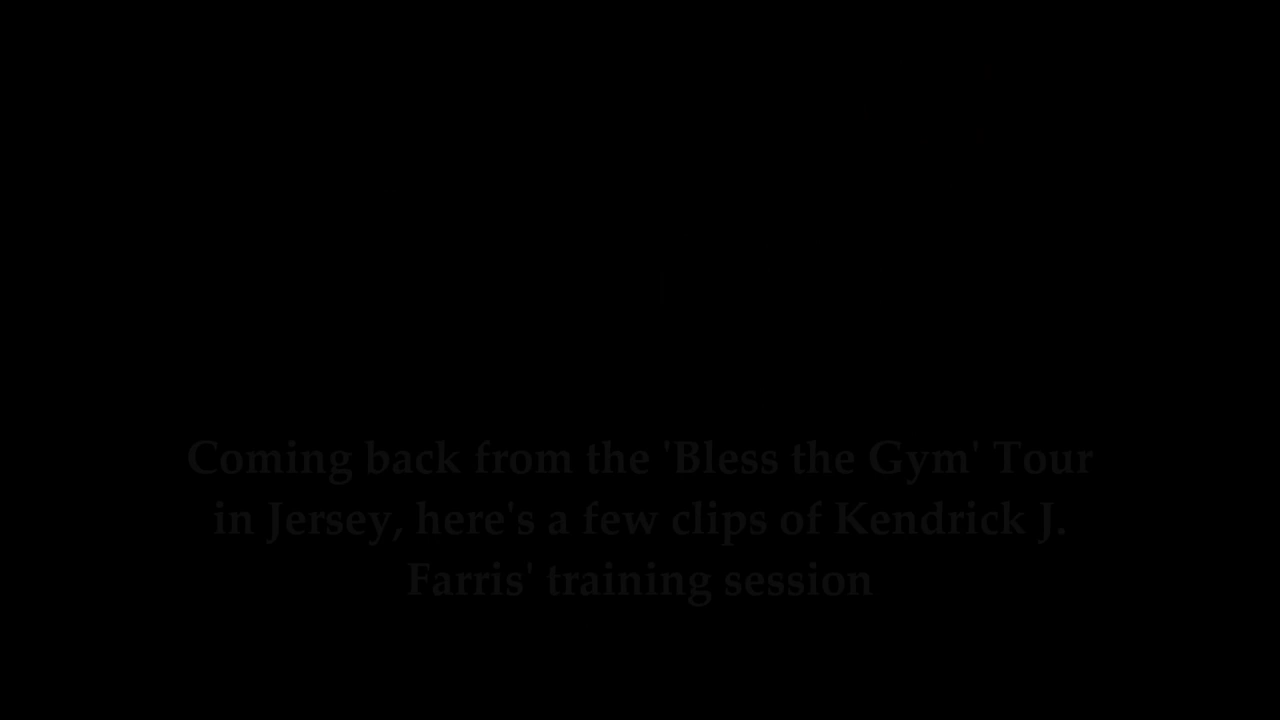 Coming back from the 'Bless the Gym' Tour
in Jersey, here's a few clips of Kendrick J.
Farris' training session